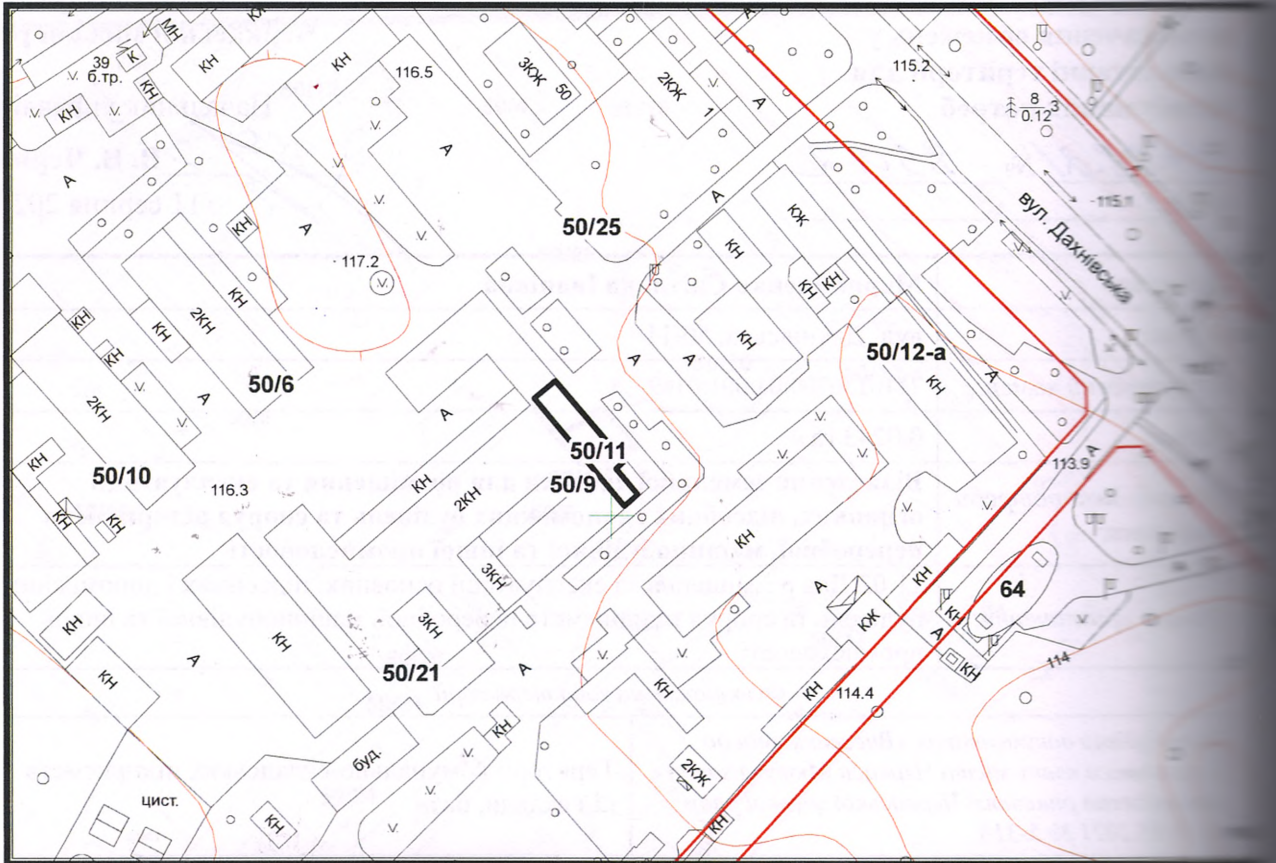 МН
КН
КН
К
39
б.тр.
КН
КН
116.5
3КЖ 50
2КЖ 1
А
А
115.2
8
0.12
3
вул. Дахнівська
115.1
А
А
КН
А
50/25
КЖ
КН
КН
КН
117.2
КН
2КН
КН
КН
КН
50/6
А
А
А
КН
50/12-а
КН
А
2КН
КН
50/10
КН
КН
116.3
А
КН
2КН
50/11
50/9
113.9
А
КН
КН
А
КН
КЖ
КН
А
КН
64
114
3КН
3КН
КН
А
КН
КН
50/21
А
КН
КН
114.4
КН
буд.
2КЖ
КН
цист.
КН